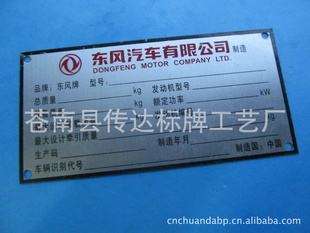 东风汽车有限公司 制造
DONGFENG MOTOR COMPANY LTD.
品牌：东风牌 型号：
kg 发动机型号
总质量 kg 额定功率 kW
苍南县传达标牌工艺厂
最大设计牵引质量 制造年月
生产码
车辆识别代号 制造国：中国
cnchuandabp.cn.alibaba.com